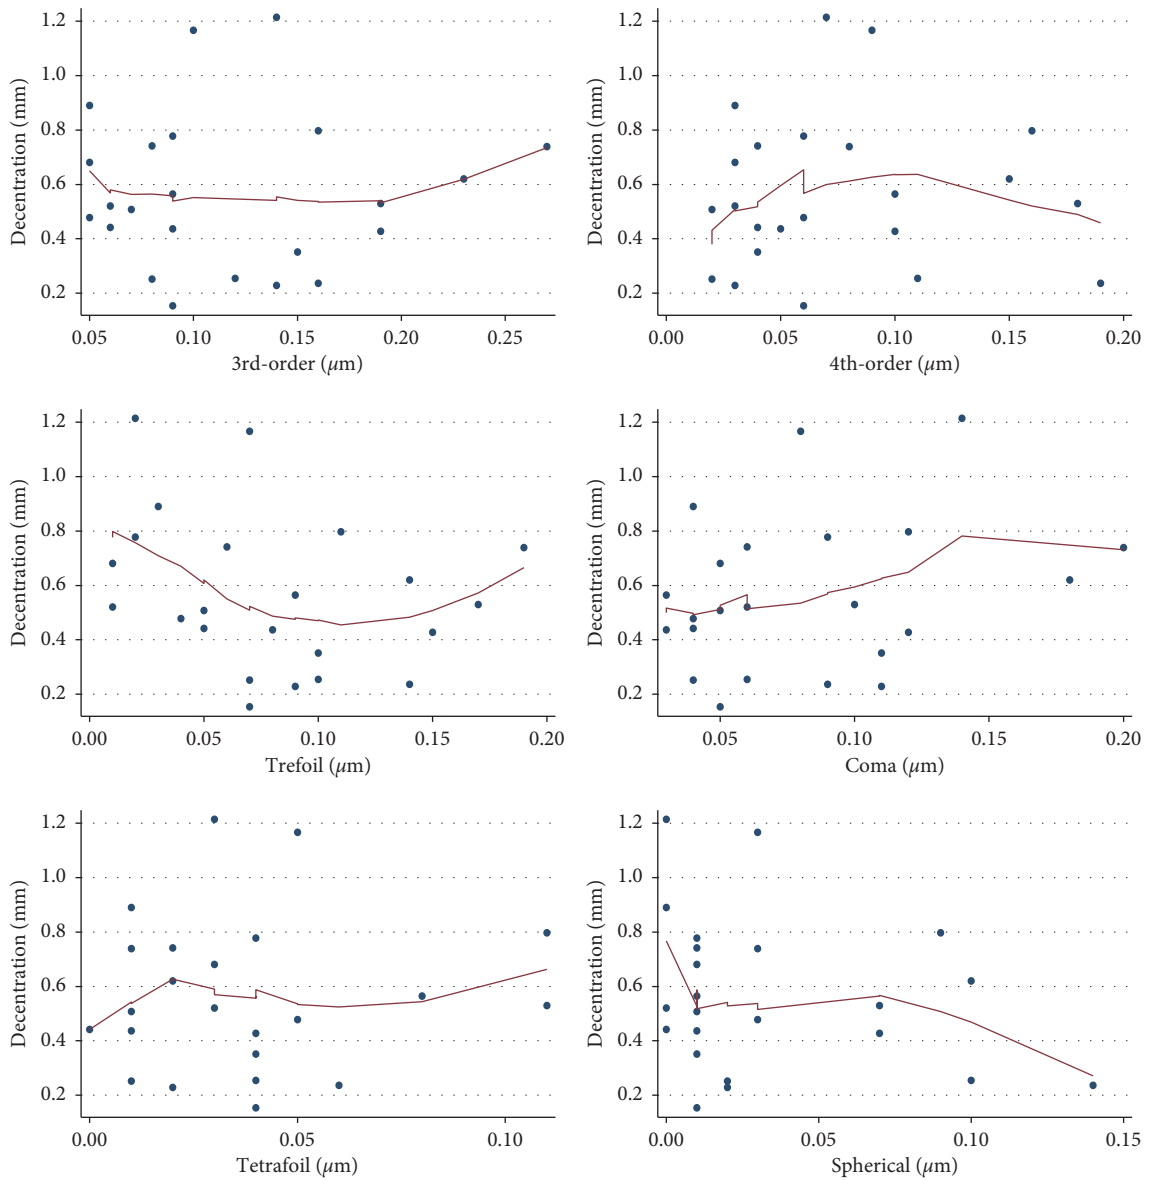 1.2
1.0
0.8
0.6
0.4
0.2
Decentration (mm)
0.05 0.10 0.15 0.20 0.25
3rd-order (μm)
1.2
1.0
0.8
0.6
0.4
0.2
Decentration (mm)
0.00 0.05 0.10 0.15 0.20
4th-order (μm)
1.2
1.0
0.8
0.6
0.4
0.2
Decentration (mm)
0.00 0.05 0.10 0.15 0.20
Trefoil (μm)
1.2
1.0
0.8
0.6
0.4
0.2
Decentration (mm)
0.05 0.10 0.15 0.20
Coma (μm)
1.2
1.0
0.8
0.6
0.4
0.2
Decentration (mm)
0.00 0.05 0.10
Tetrafoil (μm)
1.2
1.0
0.8
0.6
0.4
0.2
Decentration (mm)
0.00 0.05 0.10 0.15
Spherical (μm)